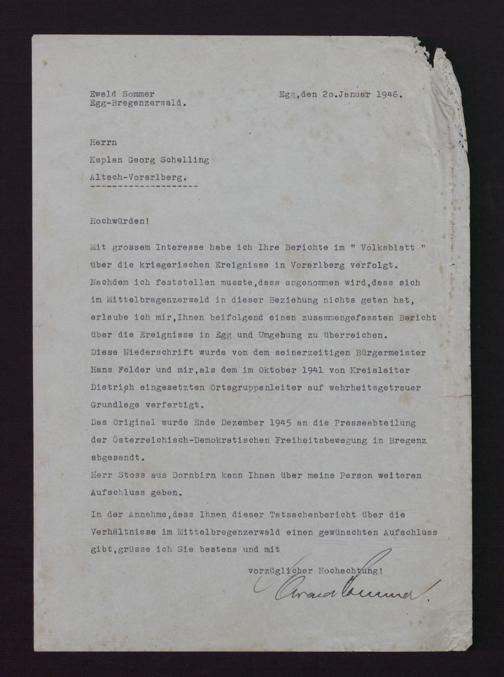 Ewald Sommer
Egg-Bregenzerwald.
Egg,den 2o.Januar 1946.
Herrn
Kaplan Georg Schelling
Altach-Vorarlberg.
Hochwürden!
Mit grossem Interesse habe ich Ihre Berichte im " Volksblatt "
über die kriegerischen Ereignisse in Vorarlberg verfolgt.
Nachdem ich feststellen musste,dass angenommen wird,dass sich
im Mittelbregenzerwald in dieser Beziehung nichts getan hat,
erlaube ich mir,Ihnen beifolgend einen zusammengefassten Bericht
über die Ereignisse in Egg und Umgebung zu überreichen.
Diese Niederschrift wurde von dem seinerzeitigen Bürgermeister
Hans Felder und mir,als dem im Oktober 1941 von Kreisleiter
Dietrich eingesetzten Ortsgruppenleiter auf wahrheitsgetreuer
Grundlage verfertigt.
Das Original wurde Ende Dezember 1945 an die Presseabteilung
der Österreichisch-Demokratischen Freiheitsbewegung in Bregenz
abgesandt.
Herr Stoss aus Dornbirn kann Ihnen über meine Person weiteren
Aufschluss geben.
In der Annahme,dass Ihnen dieser Tatsachenbericht über die
Verhältnisse im Mittelbregenzerwald einen gewünschten Aufschluss
gibt,grüsse ich Sie bestens und mit
vorzüglicher Hochachtung!
Ewald Sommer.